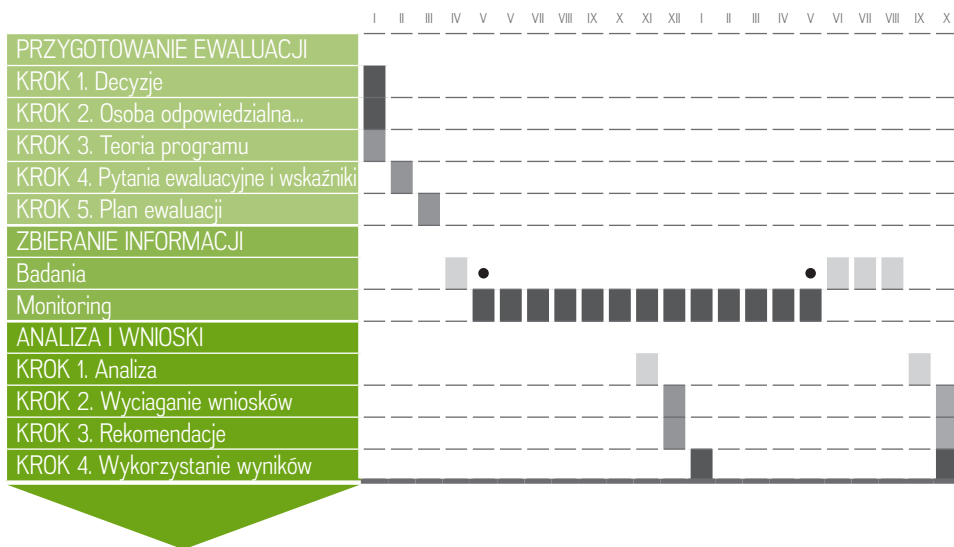 I II III IV V V VII VIII IX X XI XII I II III IV V VI VII VIII IX X
PRZYGOTOWANIE EWALUACJI
KROK 1. Decyzje
KROK 2. Osoba odpowiedzialna...
KROK 3. Teoria programu
KROK 4. Pytania ewaluacyjne i wskaźniki
KROK 5. Plan ewaluacji
ZBIERANIE INFORMACJI
Badania
Monitoring
ANALIZA I WNIOSKI
KROK 1. Analiza
KROK 2. Wyciaganie wniosków
KROK 3. Rekomendacje
KROK 4. Wykorzystanie wyników